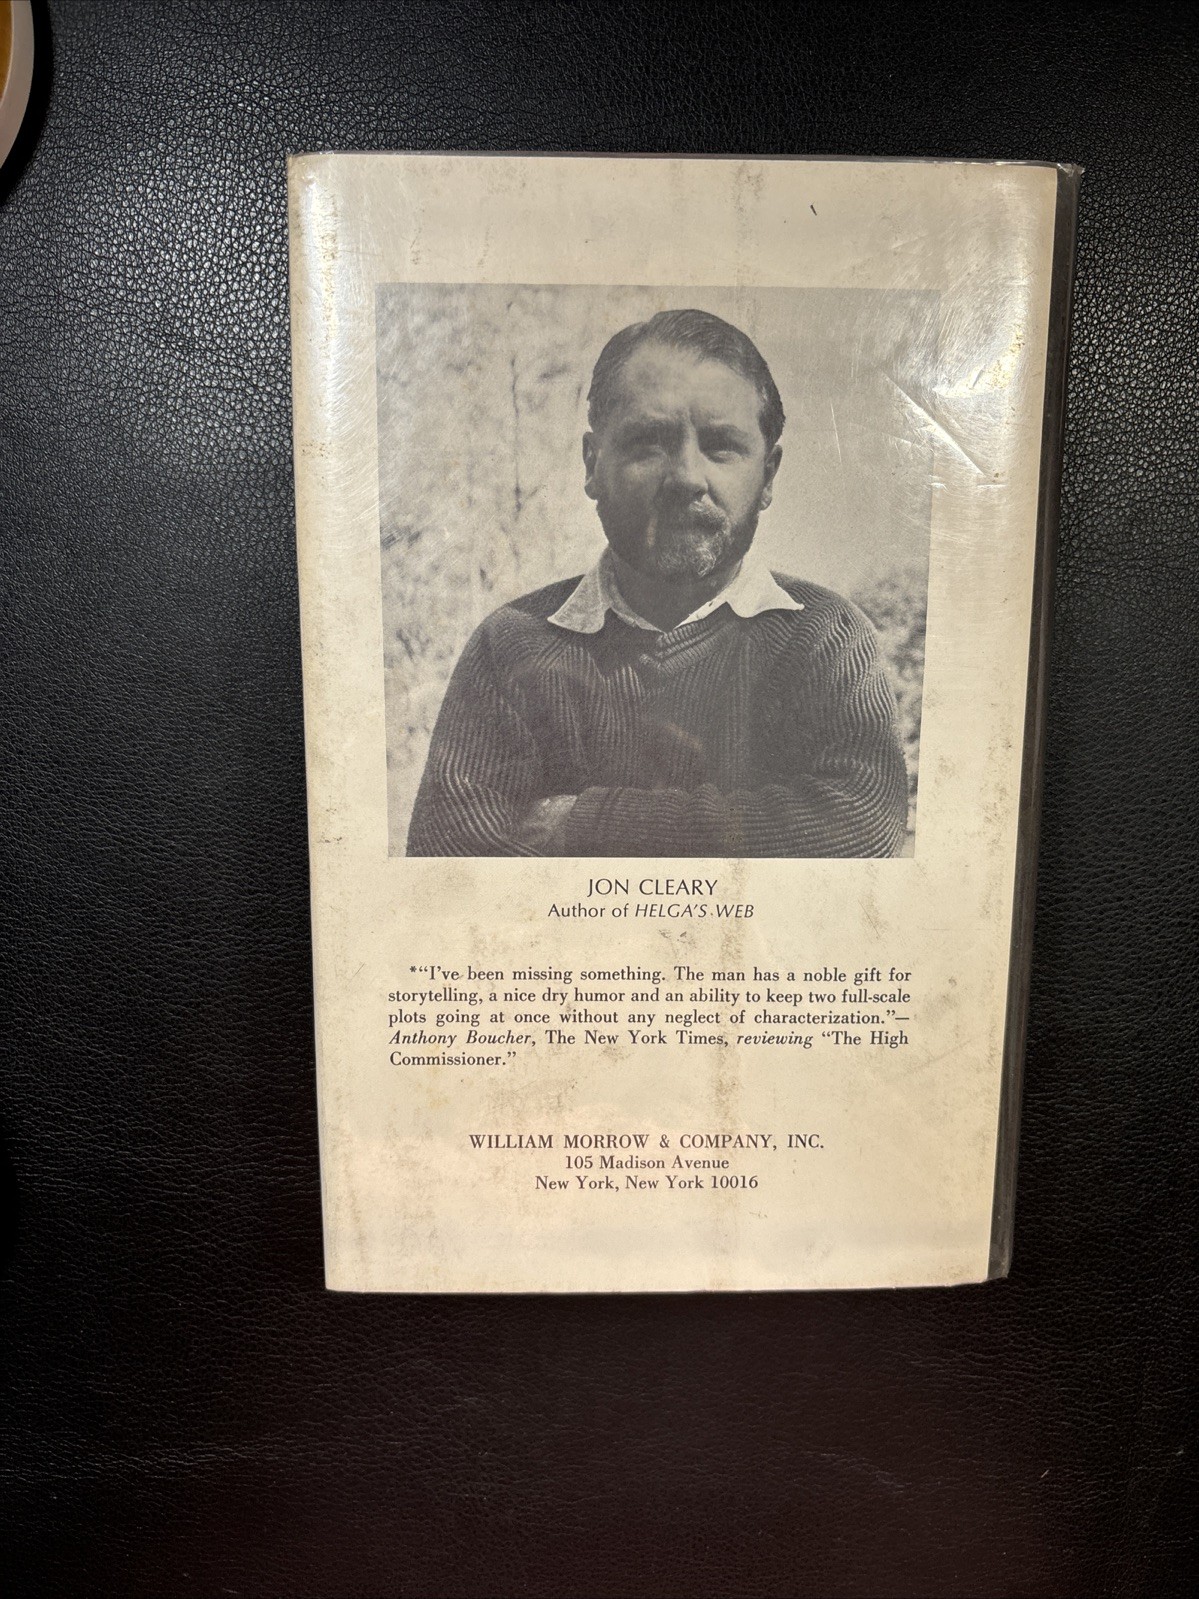 JON CLEARY
Author of HELGA'S WEB
*“I've been missing something. The man has a noble gift for
storytelling, a nice dry humor and an ability to keep two full-scale
plots going at once without any neglect of characterization.”—
Anthony Boucher, The New York Times, reviewing “The High
Commissioner.”
WILLIAM MORROW & COMPANY, INC.
105 Madison Avenue
New York, New York 10016